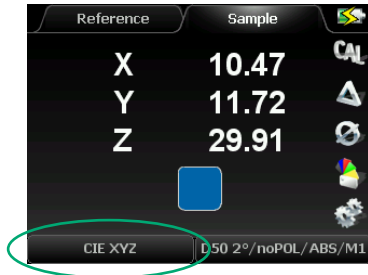 Reference Sample
X 10.47 CAL
Y 11.72
Z 29.91
CIE XYZ D50 2°/noPOL/ABS/M1